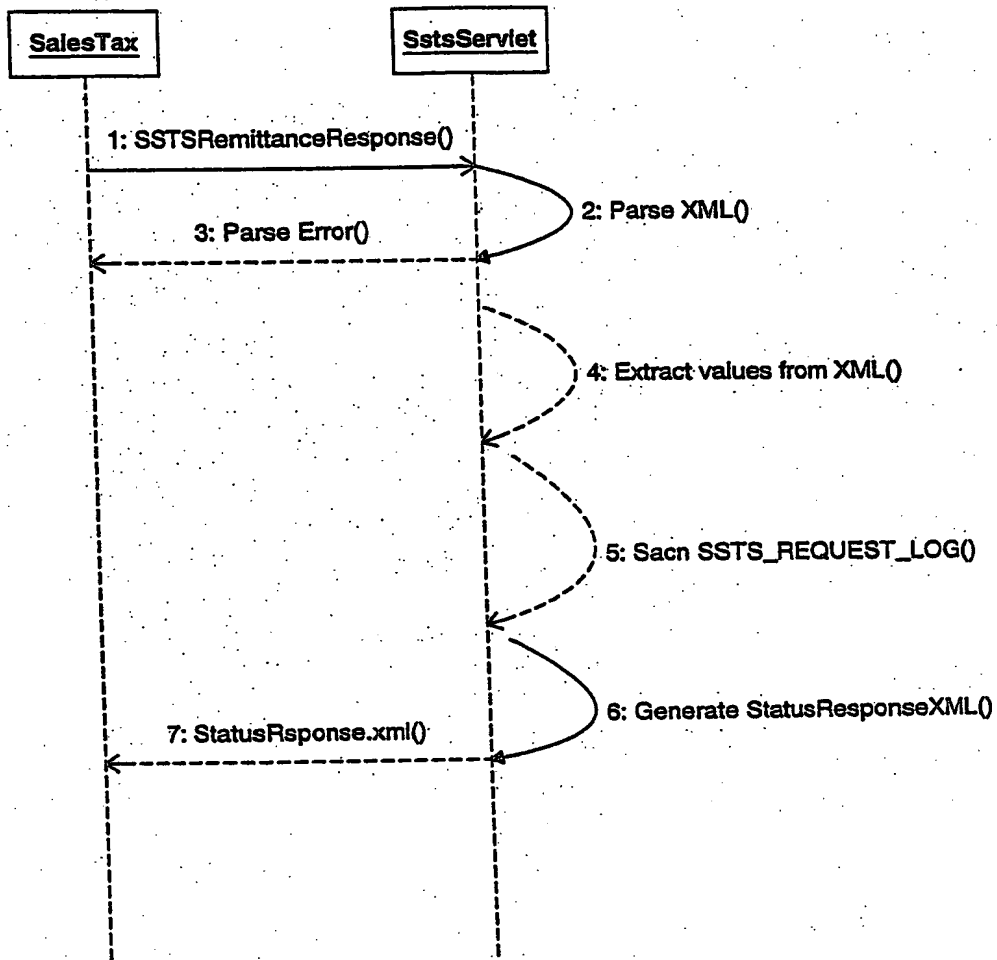 SalesTax
SstsServlet
1: SSTSRemittanceResponse()
2: Parse XML()
3: Parse Error()
4: Extract values from XML()
5: Sacn SSTS_REQUEST_LOG()
6: Generate StatusResponseXML()
7: StatusRsponse.xml()